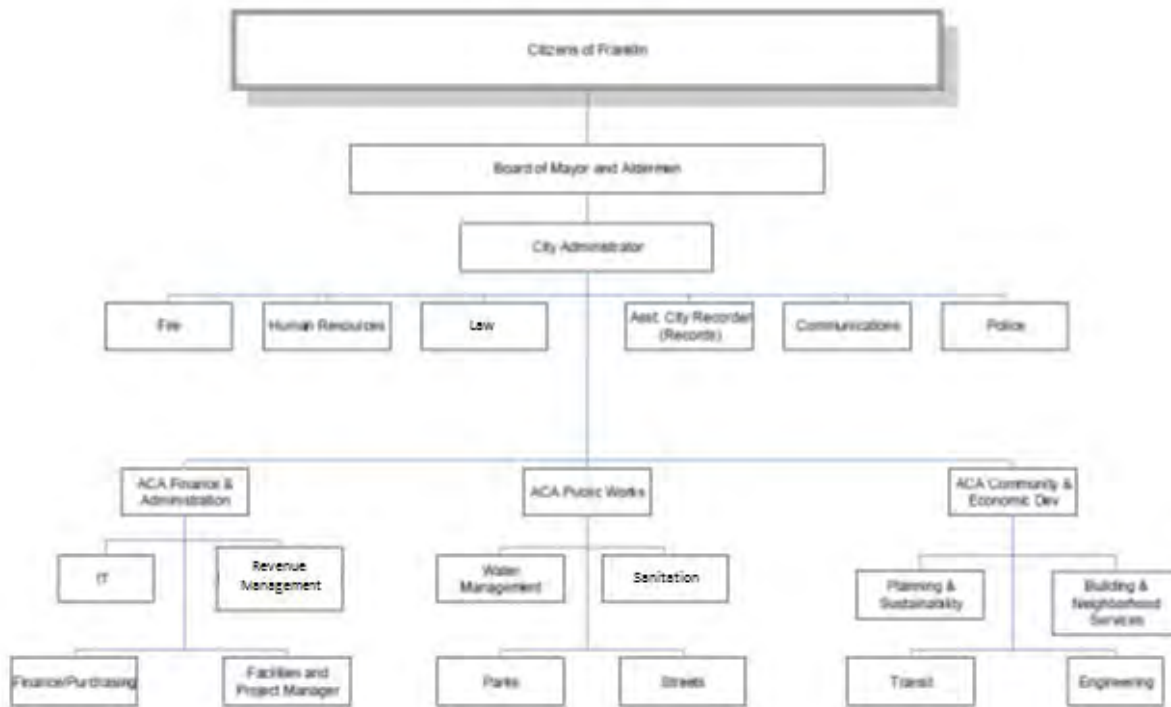 Citizens of Franklin
Board of Mayor and Aldermen
City Administrator
Fire
Human Resources
Law
Asst. City Recorder
(Records)
Communications
Police
ACA Finance &
Administration
ACA Public Works
ACA Community &
Economic Dev
IT
Revenue
Management
Water
Management
Sanitation
Planning &
Sustainability
Building &
Neighborhood
Services
Finance/Purchasing
Facilities and
Project Manager
Parks
Streets
Transit
Engineering